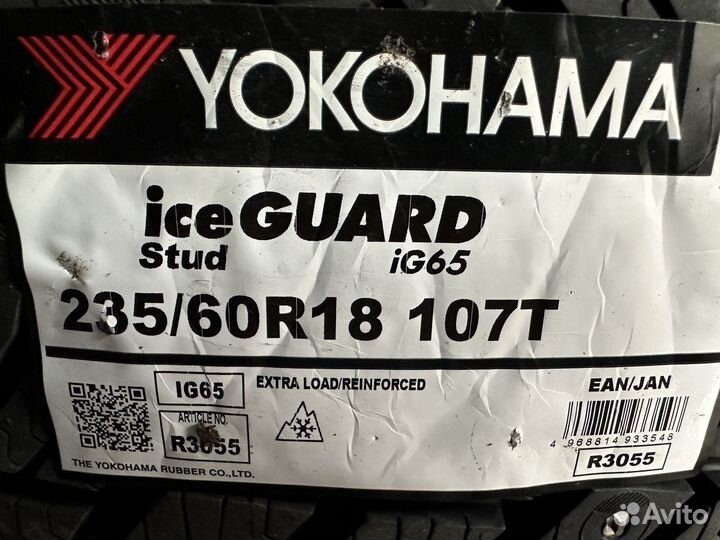 YOKOHAMA
iceGUARD
Stud iG65
235/60R18 107T
IG65
EXTRA LOAD/REINFORCED
EAN/JAN
ARTICLE NO.
R3055
4 968814 933548
R3055
THE YOKOHAMA RUBBER CO.,LTD.
Avito